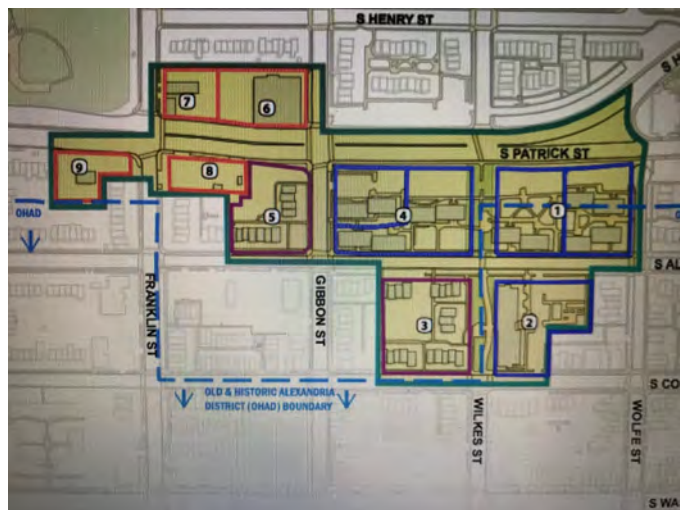 S HENRY ST
S H
7
6
S PATRICK ST
9
8
OHAD
5
4
1
S AL
FRANKLIN ST
GIBBON ST
3
2
OLD & HISTORIC ALEXANDRIA
DISTRICT (OHAD) BOUNDARY
S CO
WILKES ST
WOLFE ST
S WA